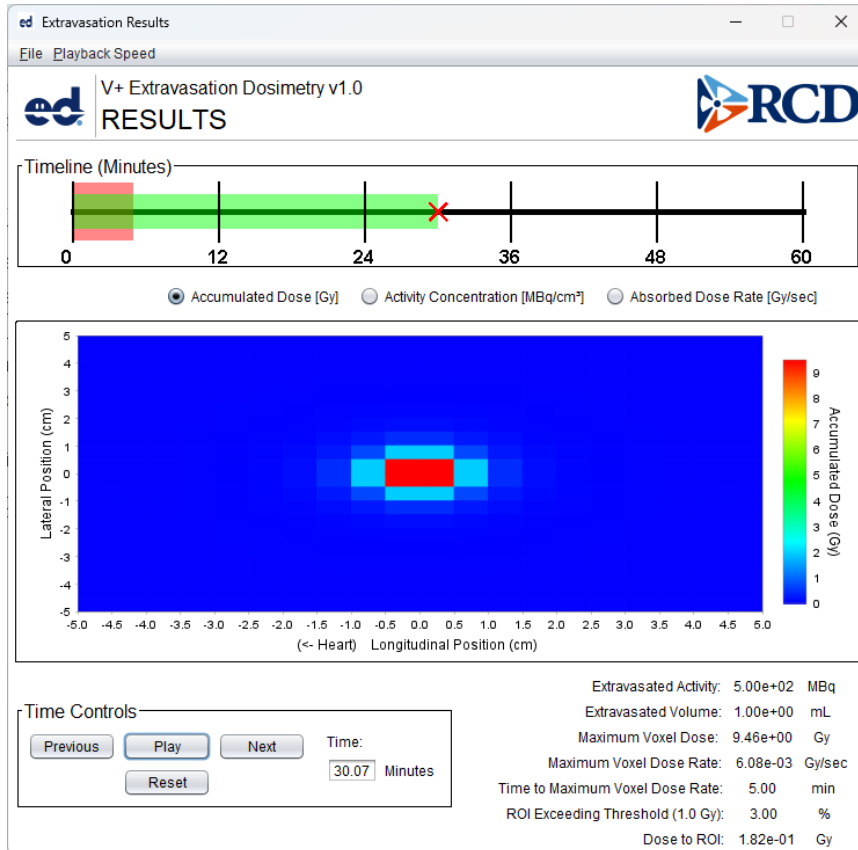 ed Extravasation Results
File Playback Speed
ed. V+ Extravasation Dosimetry v1.0
RESULTS
RCD
Timeline (Minutes)
0 12 24 36 48 60
Accumulated Dose [Gy] Activity Concentration [MBq/cm³] Absorbed Dose Rate [Gy/sec]
5
4
3
2
1
0
-1
-2
-3
-4
-5
Lateral Position (cm)
-5.0 -4.5 -4.0 -3.5 -3.0 -2.5 -2.0 -1.5 -1.0 -0.5 0.0 0.5 1.0 1.5 2.0 2.5 3.0 3.5 4.0 4.5 5.0
(<- Heart) Longitudinal Position (cm)
9
8
7
6
5
4
3
2
1
0
Accumulated Dose (Gy)
Time Controls
Previous Play Next
Reset
Time:
30.07 Minutes
Extravasated Activity: 5.00e+02 MBq
Extravasated Volume: 1.00e+00 mL
Maximum Voxel Dose: 9.46e+00 Gy
Maximum Voxel Dose Rate: 6.08e-03 Gy/sec
Time to Maximum Voxel Dose Rate: 5.00 min
ROI Exceeding Threshold (1.0 Gy): 3.00 %
Dose to ROI: 1.82e-01 Gy